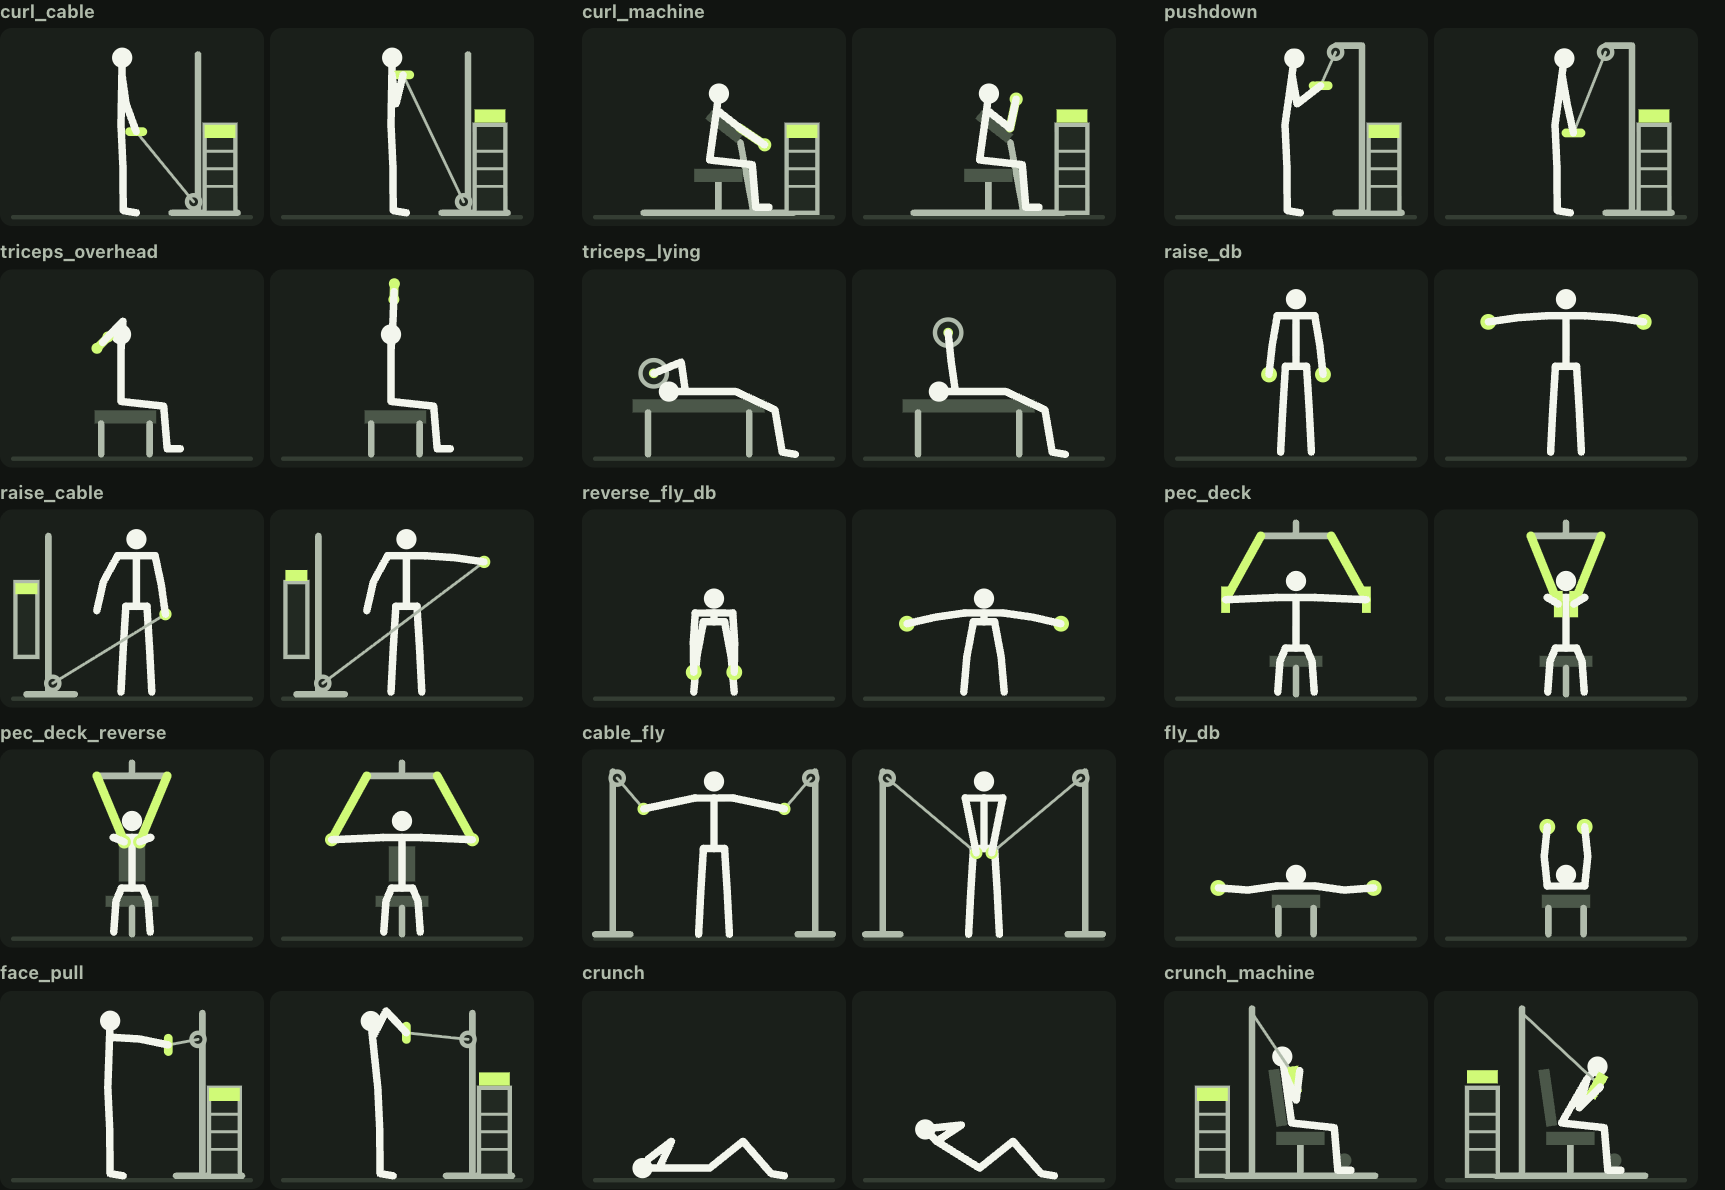 curl_cable
curl_machine
pushdown
triceps_overhead
triceps_lying
raise_db
raise_cable
reverse_fly_db
pec_deck
pec_deck_reverse
cable_fly
fly_db
face_pull
crunch
crunch_machine